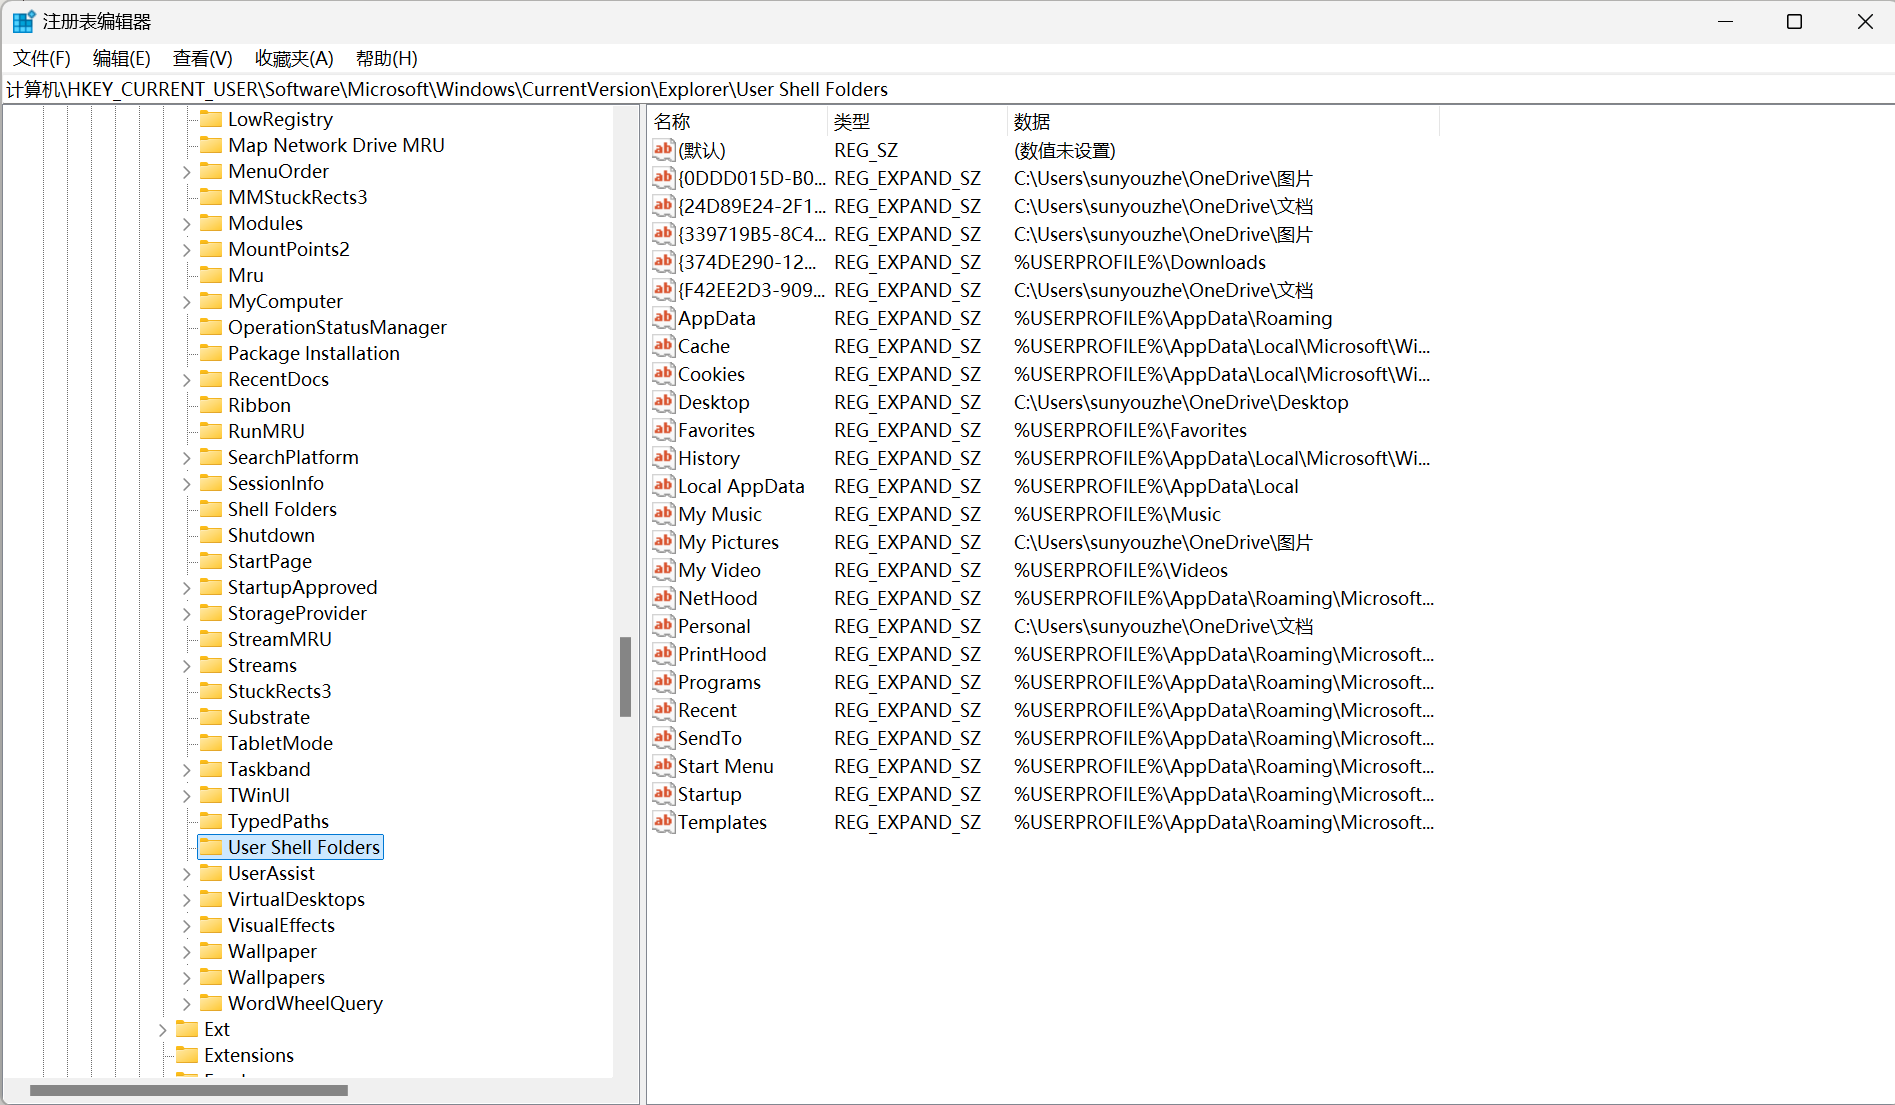 注册表编辑器
文件(F) 编辑(E) 查看(V) 收藏夹(A) 帮助(H)
计算机\HKEY_CURRENT_USER\Software\Microsoft\Windows\CurrentVersion\Explorer\User Shell Folders
LowRegistry
Map Network Drive MRU
MenuOrder
MMStuckRects3
Modules
MountPoints2
Mru
MyComputer
OperationStatusManager
Package Installation
RecentDocs
Ribbon
RunMRU
SearchPlatform
SessionInfo
Shell Folders
Shutdown
StartPage
StartupApproved
StorageProvider
StreamMRU
Streams
StuckRects3
Substrate
TabletMode
Taskband
TWinUI
TypedPaths
User Shell Folders
UserAssist
VirtualDesktops
VisualEffects
Wallpaper
Wallpapers
WordWheelQuery
Ext
Extensions
名称 类型 数据
(默认) REG_SZ (数值未设置)
{0DDD015D-B0... REG_EXPAND_SZ C:\Users\sunyouzhe\OneDrive\图片
{24D89E24-2F1... REG_EXPAND_SZ C:\Users\sunyouzhe\OneDrive\文档
{339719B5-8C4... REG_EXPAND_SZ C:\Users\sunyouzhe\OneDrive\图片
{374DE290-12... REG_EXPAND_SZ %USERPROFILE%\Downloads
{F42EE2D3-909... REG_EXPAND_SZ C:\Users\sunyouzhe\OneDrive\文档
AppData REG_EXPAND_SZ %USERPROFILE%\AppData\Roaming
Cache REG_EXPAND_SZ %USERPROFILE%\AppData\Local\Microsoft\Wi...
Cookies REG_EXPAND_SZ %USERPROFILE%\AppData\Local\Microsoft\Wi...
Desktop REG_EXPAND_SZ C:\Users\sunyouzhe\OneDrive\Desktop
Favorites REG_EXPAND_SZ %USERPROFILE%\Favorites
History REG_EXPAND_SZ %USERPROFILE%\AppData\Local\Microsoft\Wi...
Local AppData REG_EXPAND_SZ %USERPROFILE%\AppData\Local
My Music REG_EXPAND_SZ %USERPROFILE%\Music
My Pictures REG_EXPAND_SZ C:\Users\sunyouzhe\OneDrive\图片
My Video REG_EXPAND_SZ %USERPROFILE%\Videos
NetHood REG_EXPAND_SZ %USERPROFILE%\AppData\Roaming\Microsoft...
Personal REG_EXPAND_SZ C:\Users\sunyouzhe\OneDrive\文档
PrintHood REG_EXPAND_SZ %USERPROFILE%\AppData\Roaming\Microsoft...
Programs REG_EXPAND_SZ %USERPROFILE%\AppData\Roaming\Microsoft...
Recent REG_EXPAND_SZ %USERPROFILE%\AppData\Roaming\Microsoft...
SendTo REG_EXPAND_SZ %USERPROFILE%\AppData\Roaming\Microsoft...
Start Menu REG_EXPAND_SZ %USERPROFILE%\AppData\Roaming\Microsoft...
Startup REG_EXPAND_SZ %USERPROFILE%\AppData\Roaming\Microsoft...
Templates REG_EXPAND_SZ %USERPROFILE%\AppData\Roaming\Microsoft...